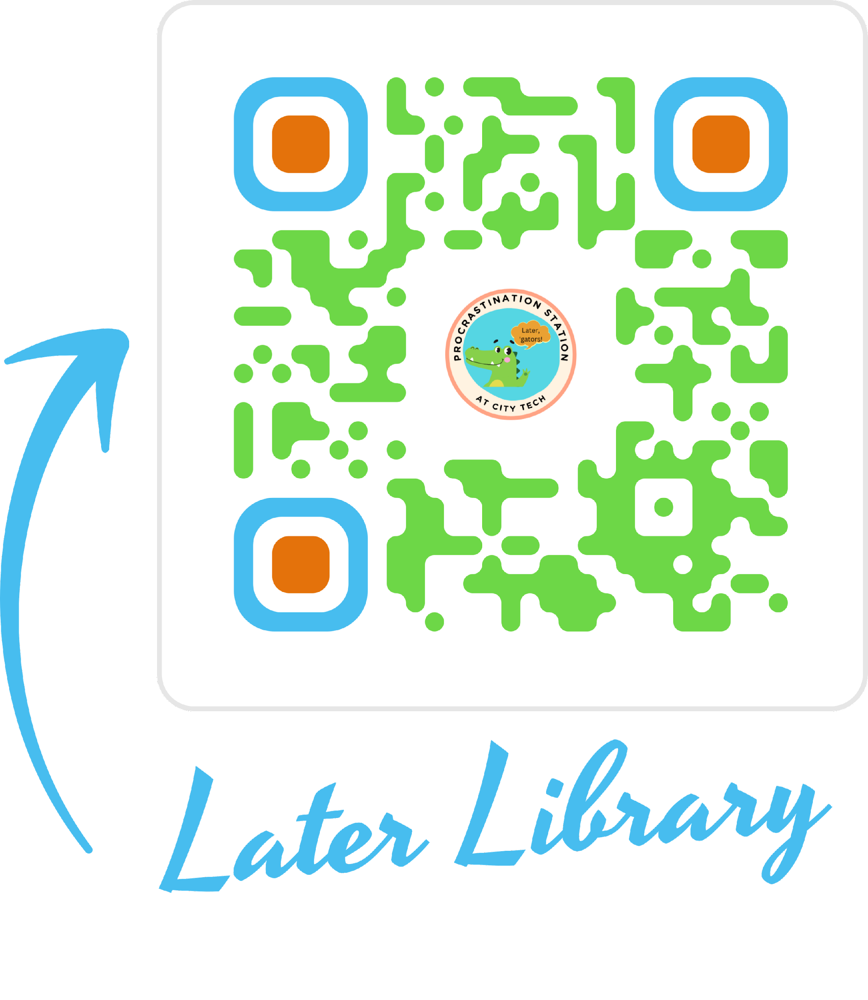 PROCRASTINATION STATION
Later,
'gators!
AT CITY TECH
Later Library